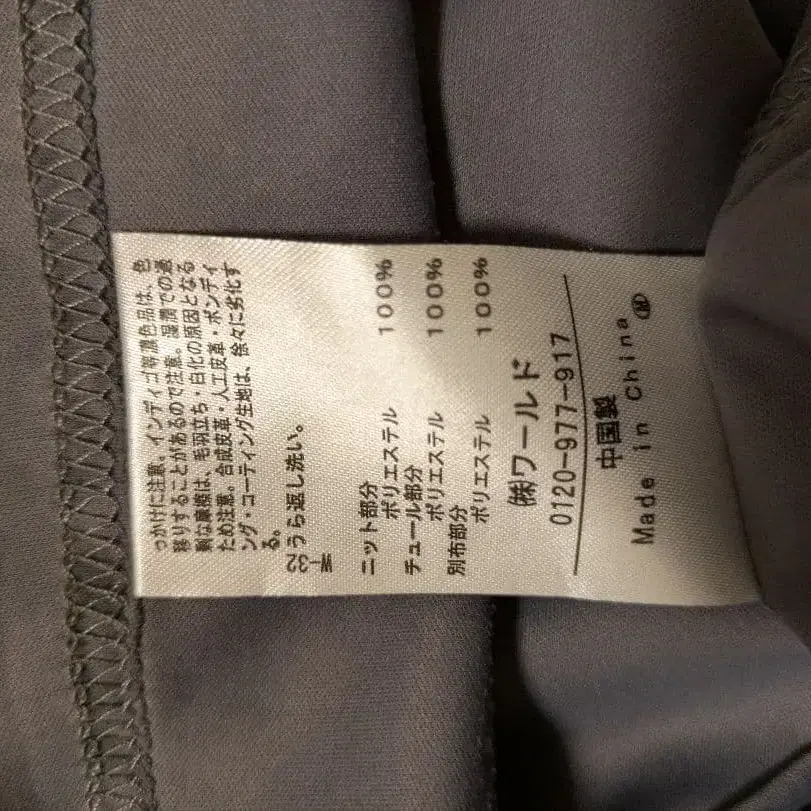 っかけに注意。インディゴ等濃色品は、色
移りすることがあるので注意。湿潤での過
剰な摩擦は、毛羽立ち・白化の原因となる
ため注意。合成皮革・人工皮革・ボンディ
ング・コーティング生地は、徐々に劣化す
る。
うら返し洗い。
ニット部分
ポリエステル 100%
チュール部分
ポリエステル 100%
別布部分
ポリエステル 100%
㈱ワールド
0120-977-917
中国製
Made in China Ⓜ